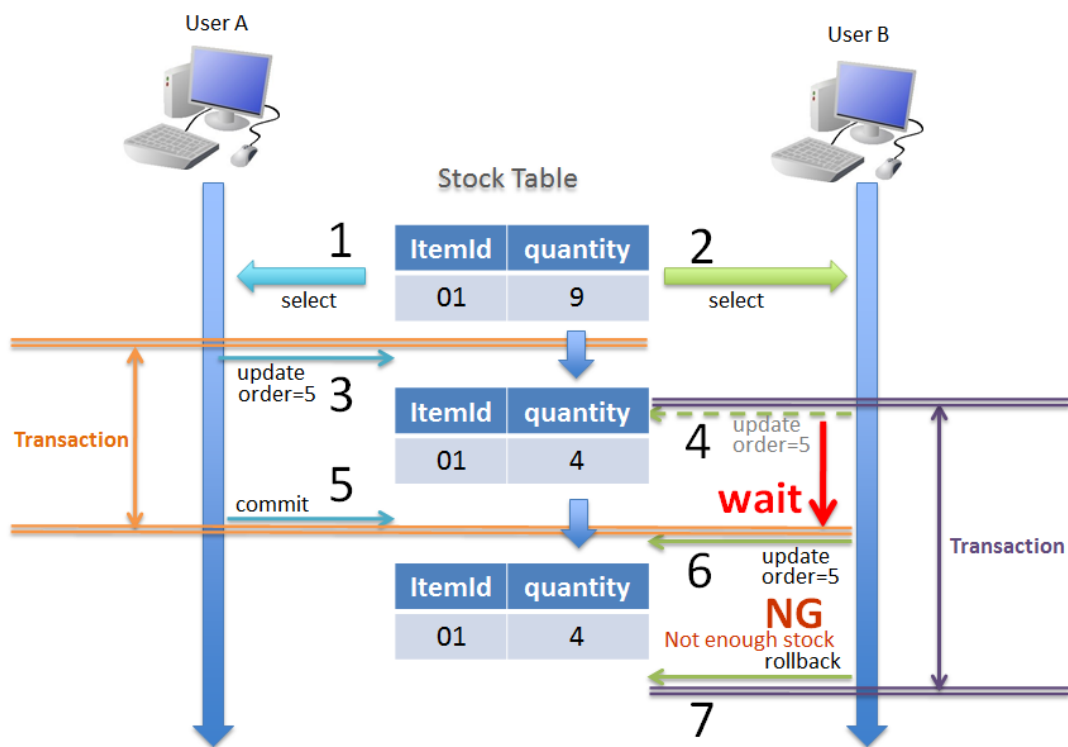 User A
User B
Stock Table
1
ItemId quantity
2
select
01 9
select
update
order=5
3
ItemId quantity
4
update
order=5
Transaction
01 4
5
commit
wait
Transaction
6
update
order=5
ItemId quantity
NG
01 4
Not enough stock
rollback
7